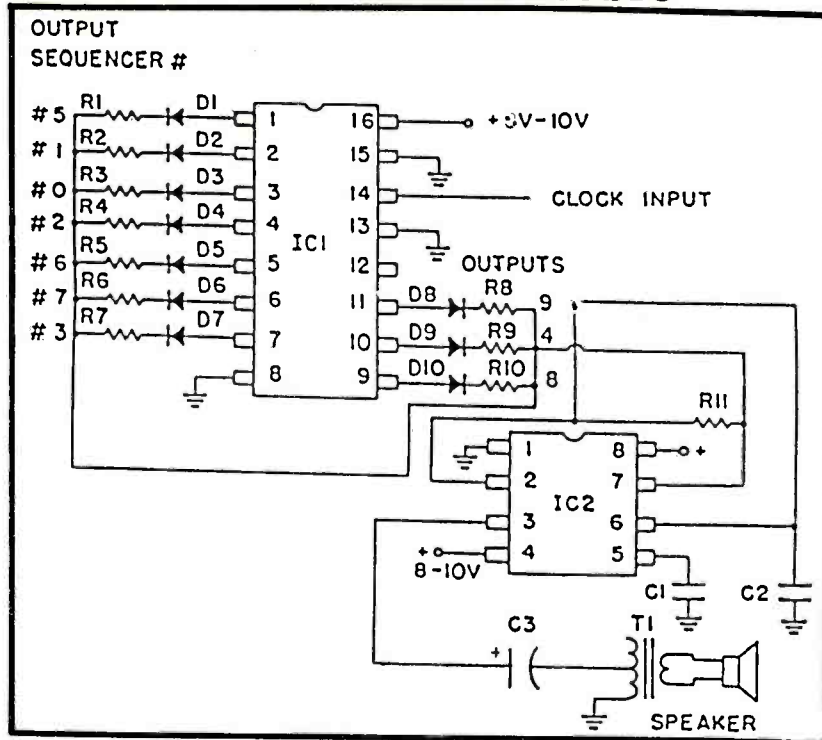 OUTPUT
SEQUENCER #
#5 R1 D1 1 16 +8V-10V
#1 R2 D2 2 15
#0 R3 D3 3 14 CLOCK INPUT
#2 R4 D4 4 13
IC1
#6 R5 D5 5 12 OUTPUTS
#7 R6 D6 6 11 D8 R8 9
#3 R7 D7 7 10 D9 R9 4
8 9 D10 R10 8
R11
1 8 +
2 7
IC2
3 6
+ 4 5
8-10V
C1 C2
C3 T1
+
SPEAKER